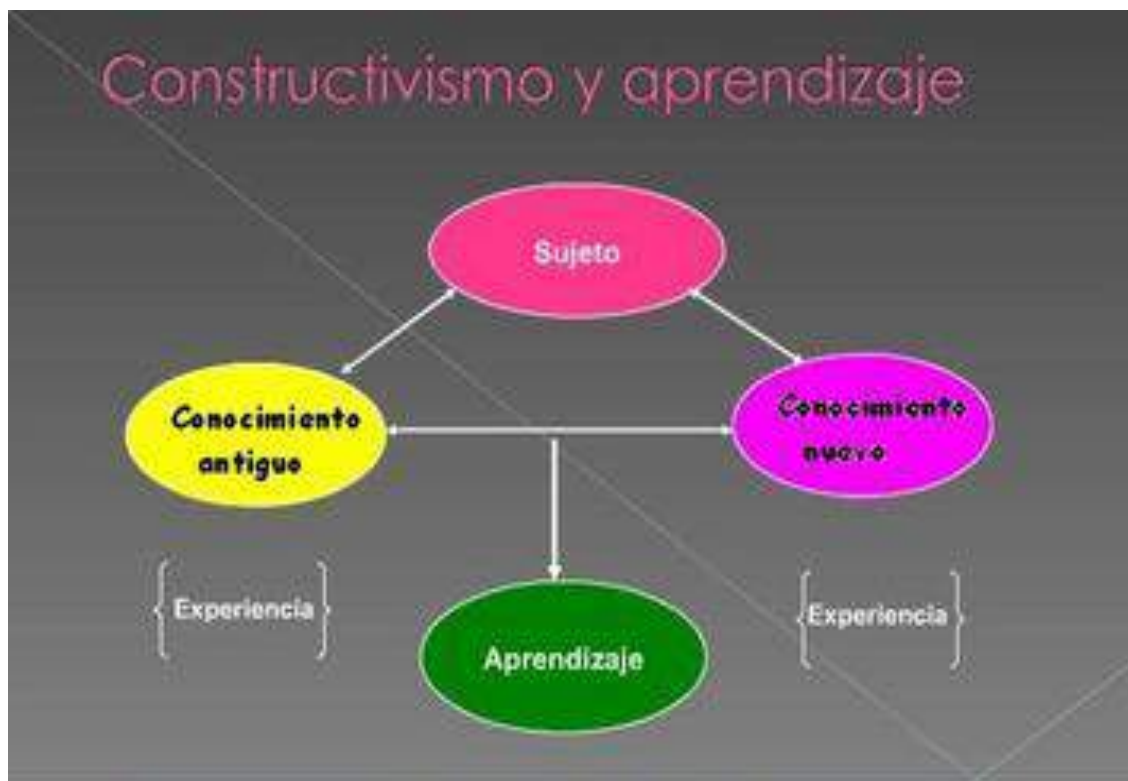 Constructivismo y aprendizaje
Sujeto
Conocimiento
antiguo
Conocimiento
nuevo
{Experiencia}
{Experiencia}
Aprendizaje